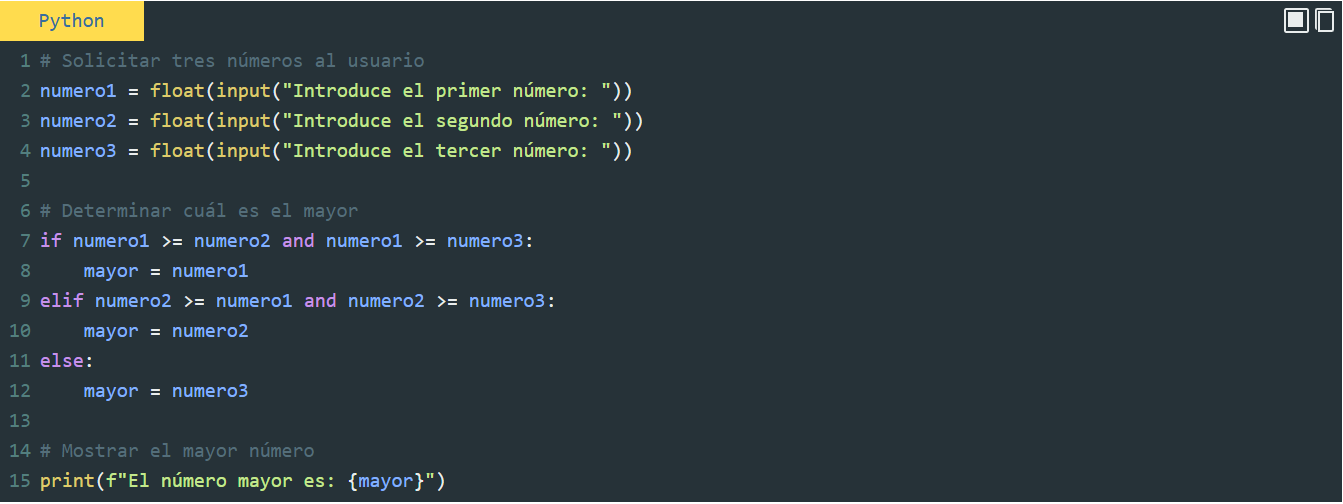 Python
1 # Solicitar tres números al usuario
2 numero1 = float(input("Introduce el primer número: "))
3 numero2 = float(input("Introduce el segundo número: "))
4 numero3 = float(input("Introduce el tercer número: "))
5
6 # Determinar cuál es el mayor
7 if numero1 >= numero2 and numero1 >= numero3:
8     mayor = numero1
9 elif numero2 >= numero1 and numero2 >= numero3:
10     mayor = numero2
11 else:
12     mayor = numero3
13
14 # Mostrar el mayor número
15 print(f"El número mayor es: {mayor}")